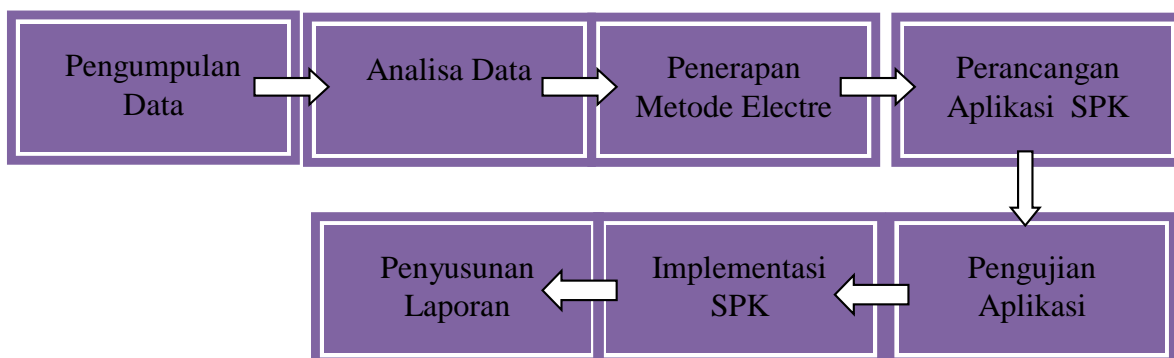 Pengumpulan
Data
Analisa Data
Penerapan
Metode Electre
Perancangan
Aplikasi SPK
Pengujian
Aplikasi
Implementasi
SPK
Penyusunan
Laporan